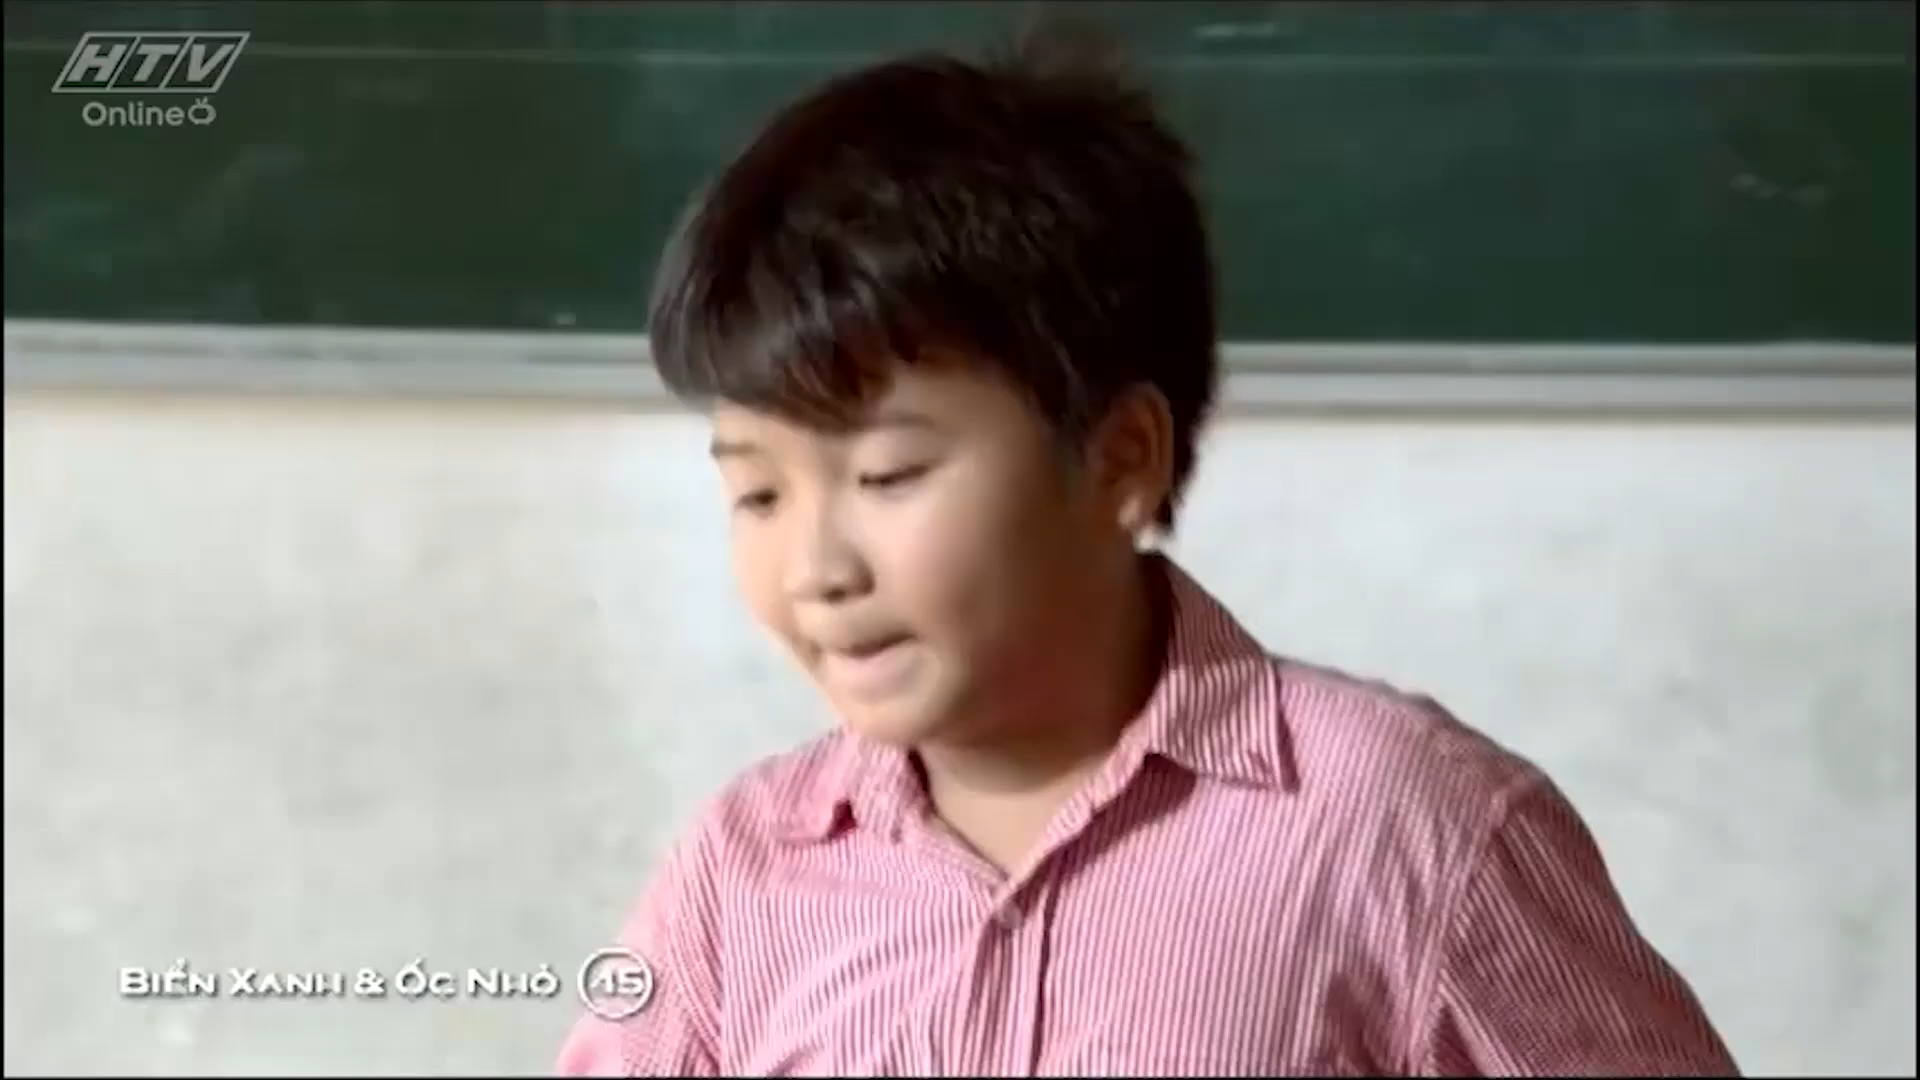 HTV
Online
BIỂN XANH & ỐC NHỎ 45